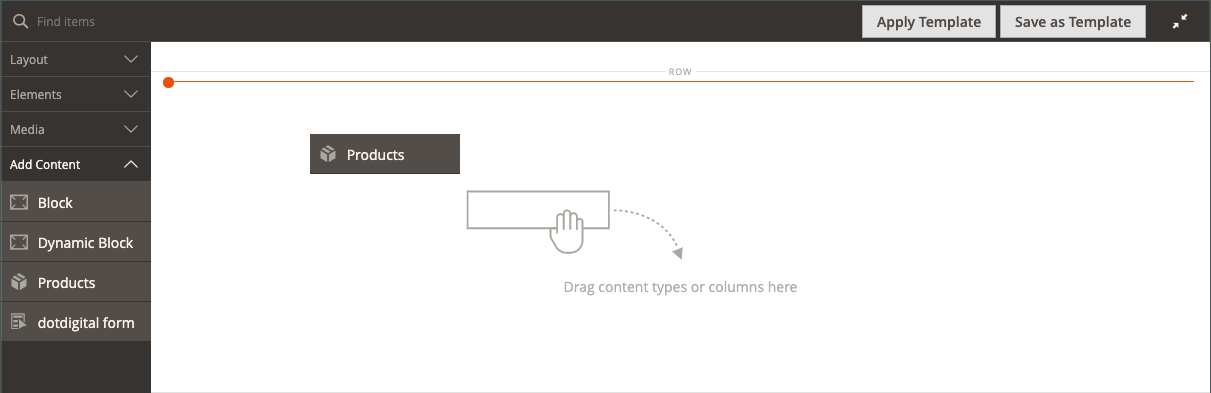 Find items
Apply Template
Save as Template
Layout
Elements
Media
Add Content
Block
Dynamic Block
Products
dotdigital form
ROW
Products
Drag content types or columns here